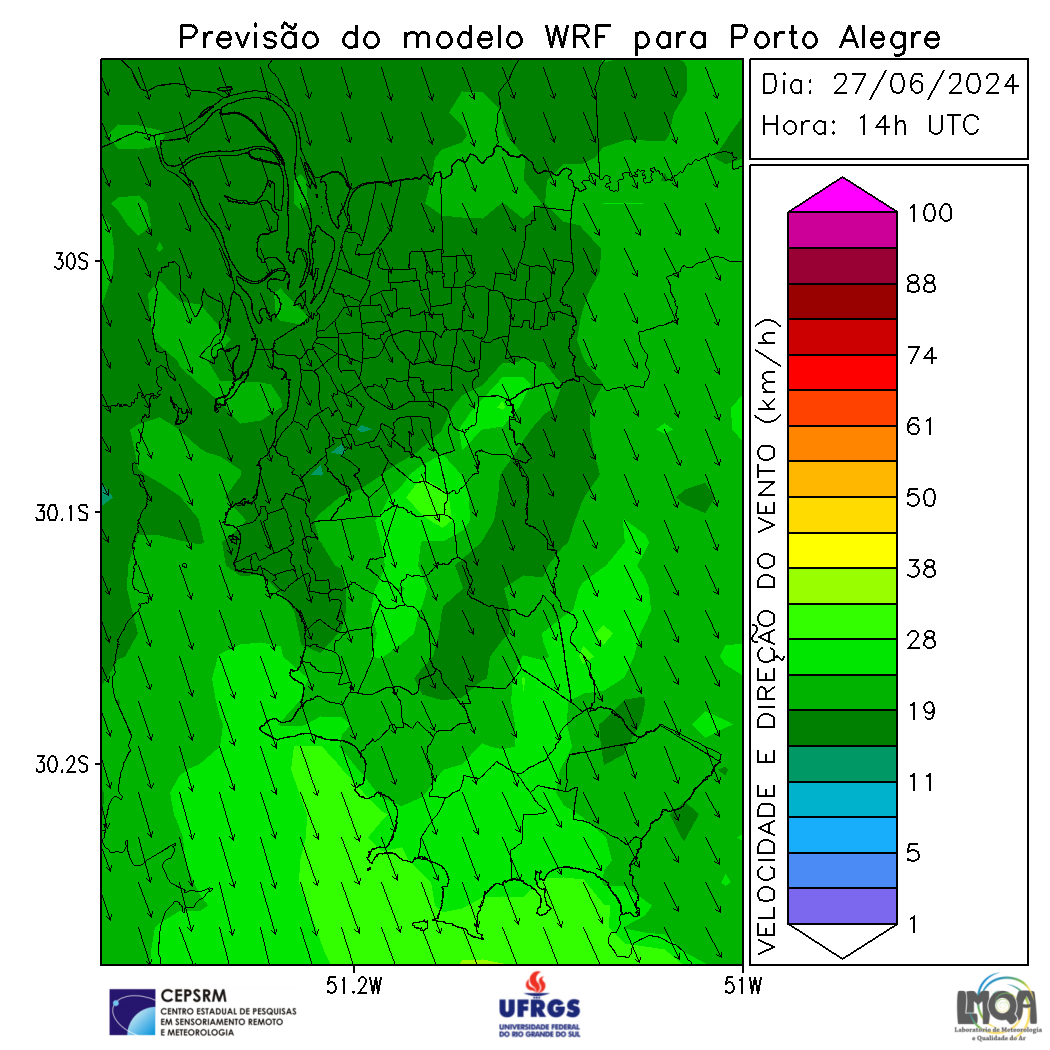 Previsão do modelo WRF para Porto Alegre
Dia: 27/06/2024
Hora: 14h UTC
30S
30.1S
30.2S
51.2W
51W
VELOCIDADE E DIREÇÃO DO VENTO (km/h)
100
88
74
61
50
38
28
19
11
5
1
CEPSRM
CENTRO ESTADUAL DE PESQUISAS
EM SENSORIAMENTO REMOTO
E METEOROLOGIA
UFRGS
UNIVERSIDADE FEDERAL
DO RIO GRANDE DO SUL
LMQA
Laboratório de Meteorologia
e Qualidade do Ar